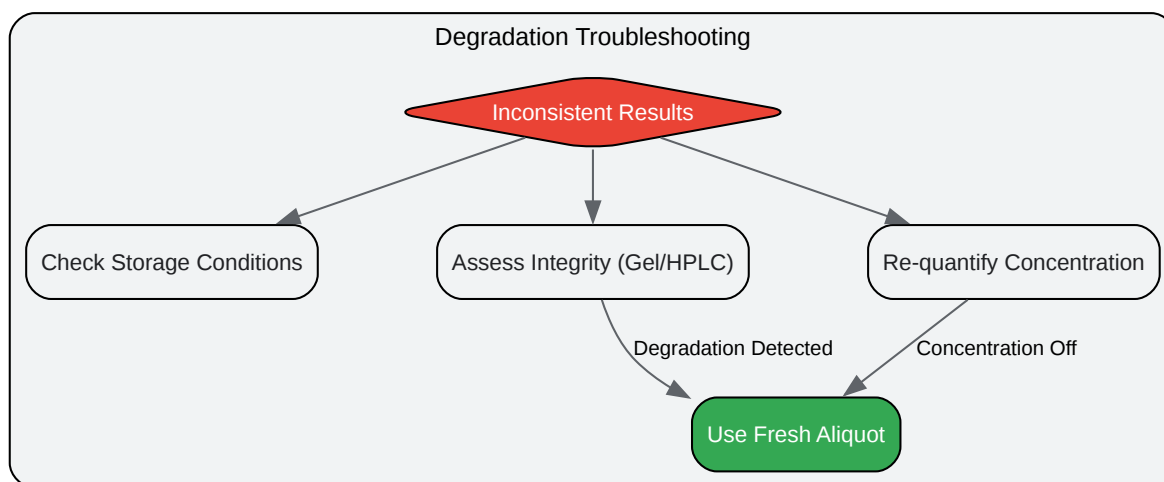 Degradation Troubleshooting
Inconsistent Results
Check Storage Conditions
Assess Integrity (Gel/HPLC)
Re-quantify Concentration
Degradation Detected
Concentration Off
Use Fresh Aliquot